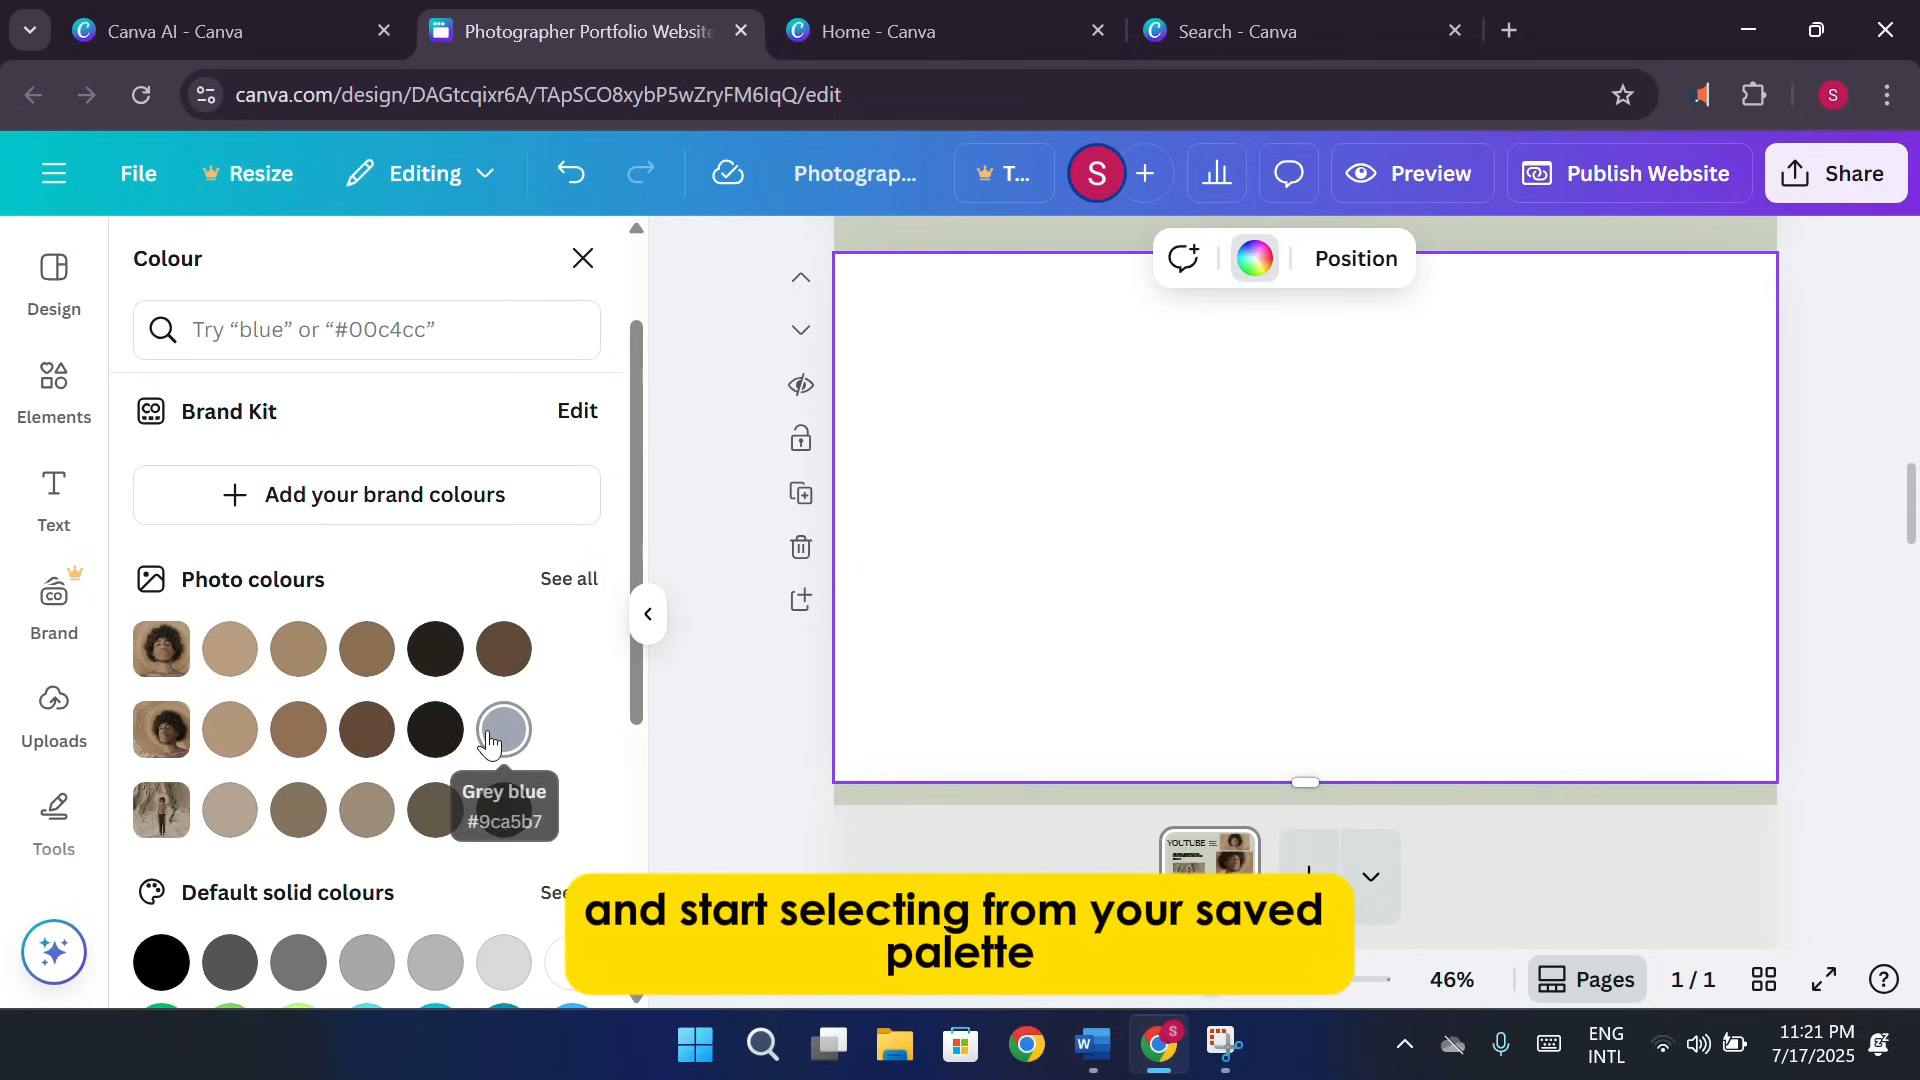 Canva AI - Canva
Photographer Portfolio Website
Home - Canva
Search - Canva
canva.com/design/DAGtcqixr6A/TApSCO8xybP5wZryFM6IqQ/edit
S
File
Resize
Editing
Photograp...
T...
S
Preview
Publish Website
Share
Design
Elements
Text
Brand
Uploads
Tools
Colour
Try “blue” or “#00c4cc”
Brand Kit
Edit
Add your brand colours
Photo colours
See all
Grey blue
#9ca5b7
Default solid colours
Position
YOUTUBE
and start selecting from your saved
palette
46%
Pages
1 / 1
ENG
INTL
11:21 PM
7/17/2025